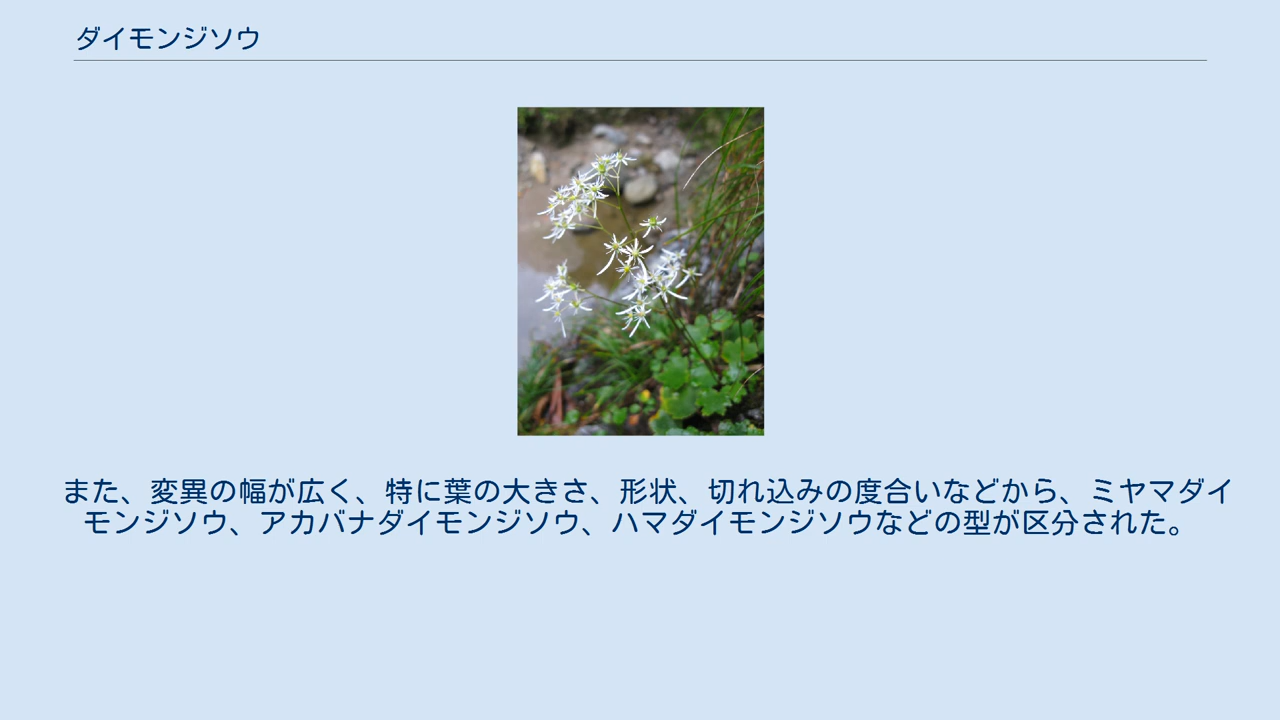 ダイモンジソウ
また、変異の幅が広く、特に葉の大きさ、形状、切れ込みの度合いなどから、ミヤマダイ
モンジソウ、アカバナダイモンジソウ、ハマダイモンジソウなどの型が区分された。